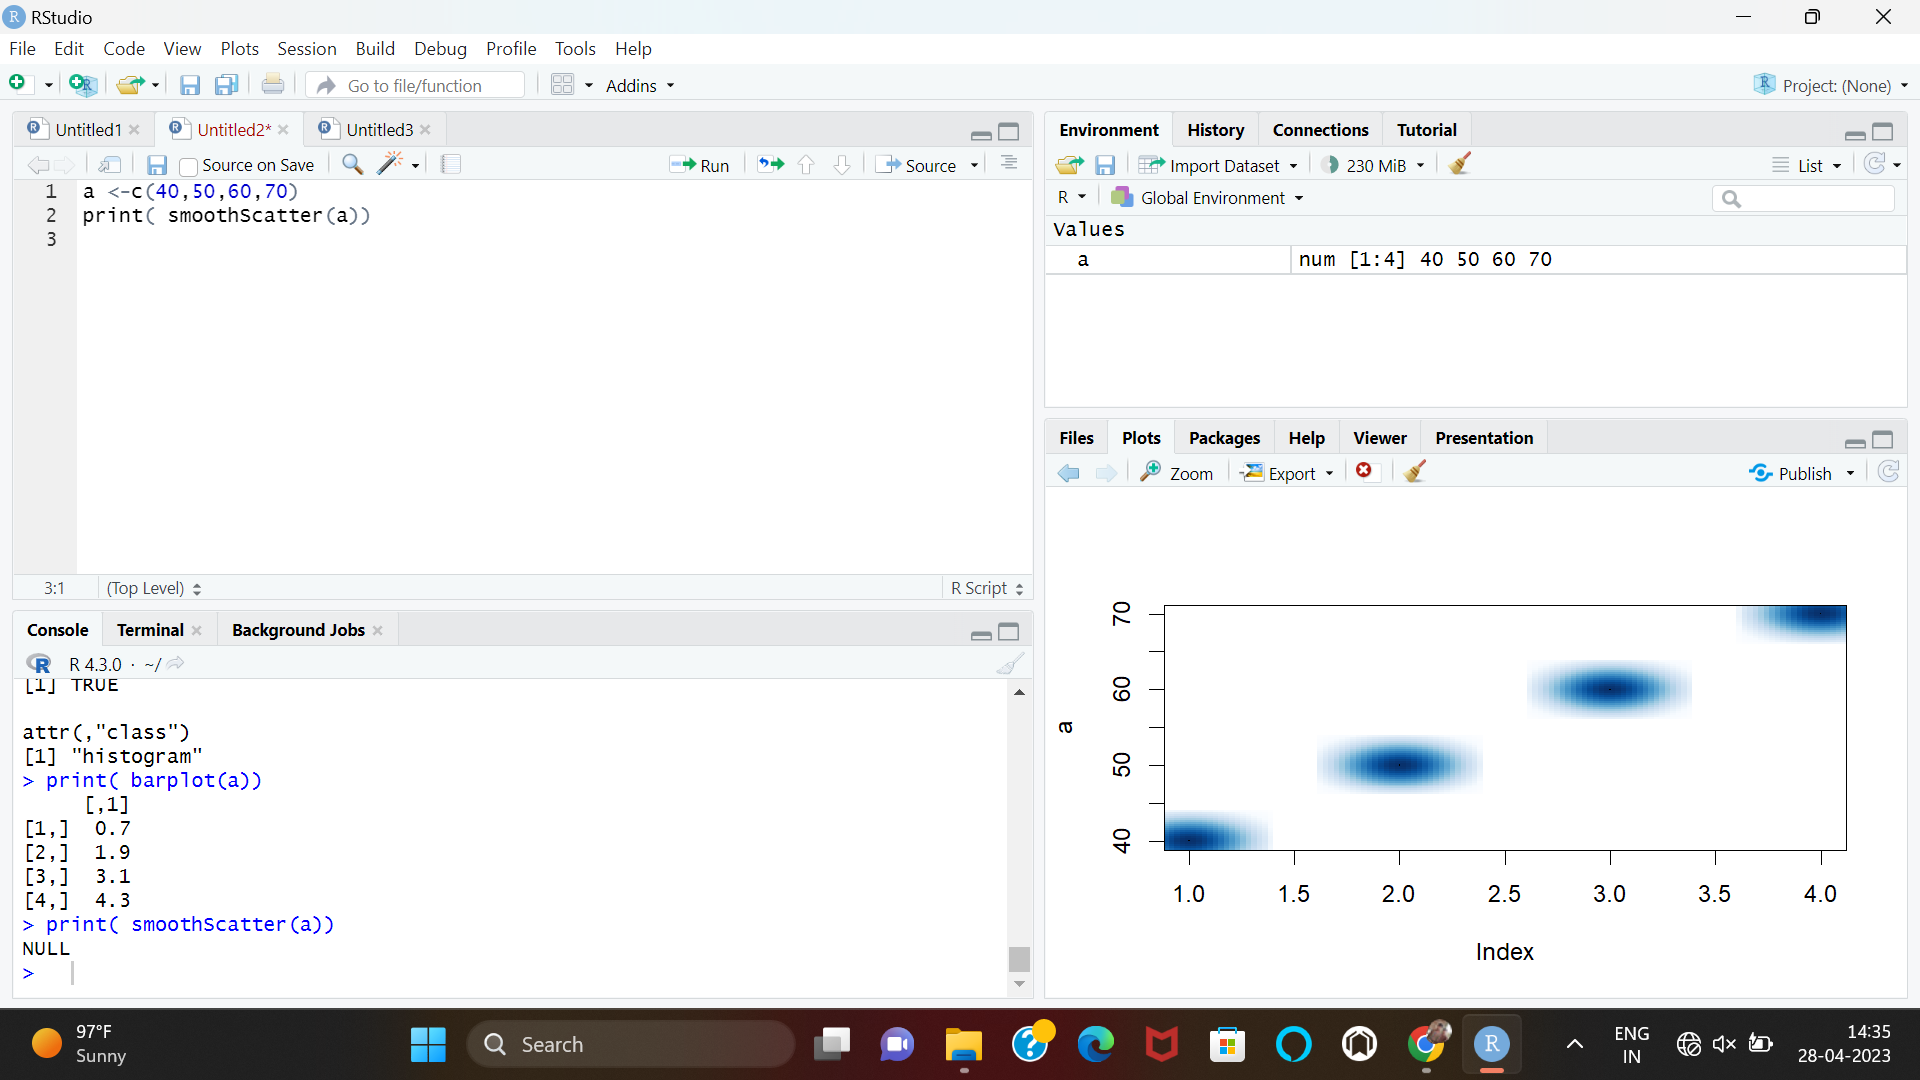 RStudio
File Edit Code View Plots Session Build Debug Profile Tools Help
Go to file/function Addins Project: (None)
Untitled1 Untitled2* Untitled3
Source on Save Run Source
1 a <-c(40,50,60,70)
2 print( smoothScatter(a))
3
3:1 (Top Level) R Script
Console Terminal Background Jobs
R 4.3.0 · ~/
[1] TRUE
attr(,"class")
[1] "histogram"
> print( barplot(a))
[,1]
[1,] 0.7
[2,] 1.9
[3,] 3.1
[4,] 4.3
> print( smoothScatter(a))
NULL
>
Environment History Connections Tutorial
Import Dataset 230 MiB List
R Global Environment
Values
a num [1:4] 40 50 60 70
Files Plots Packages Help Viewer Presentation
Zoom Export Publish
70
60
50
40
a
1.0 1.5 2.0 2.5 3.0 3.5 4.0
Index
97°F
Sunny
Search
ENG
IN
14:35
28-04-2023